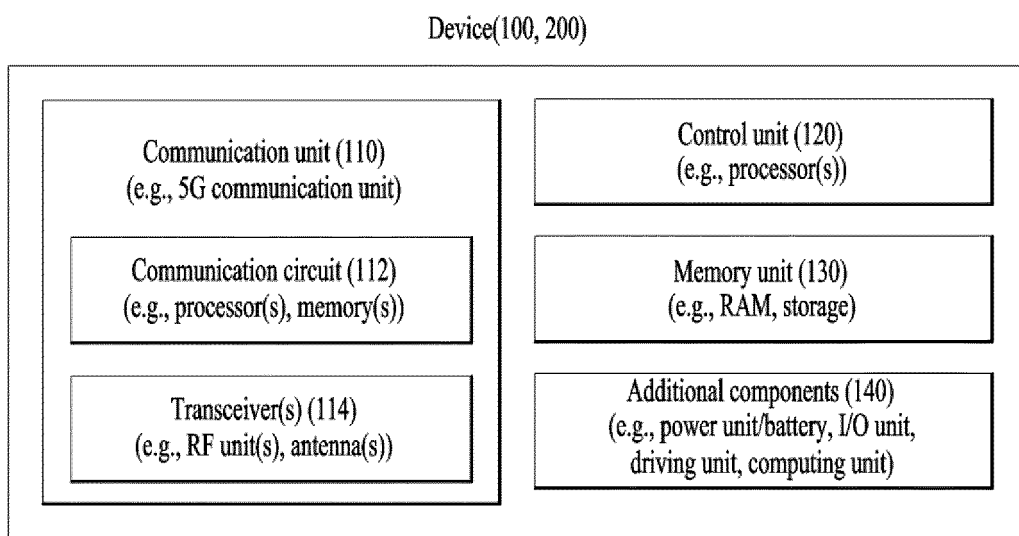 Device(100, 200)
Communication unit (110)
(e.g., 5G communication unit)
Communication circuit (112)
(e.g., processor(s), memory(s))
Transceiver(s) (114)
(e.g., RF unit(s), antenna(s))
Control unit (120)
(e.g., processor(s))
Memory unit (130)
(e.g., RAM, storage)
Additional components (140)
(e.g., power unit/battery, I/O unit,
driving unit, computing unit)